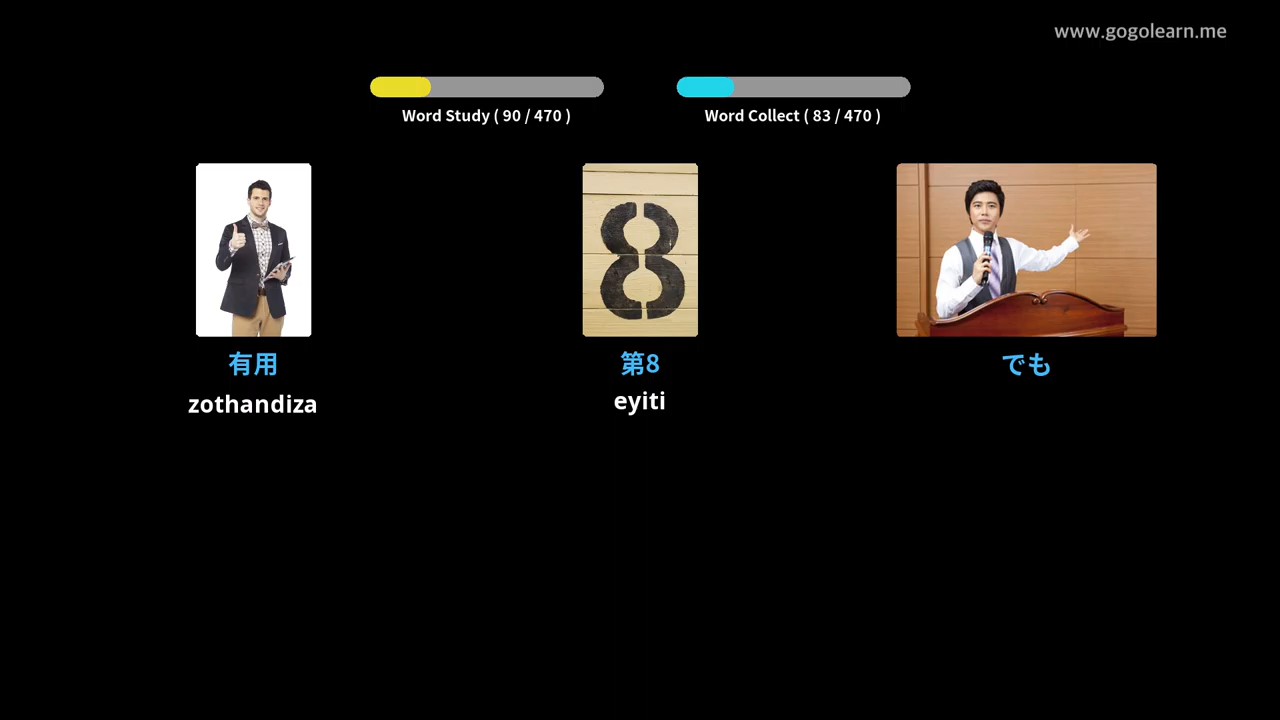 www.gogolearn.me
Word Study ( 90 / 470 )
Word Collect ( 83 / 470 )
8
有用
第8
でも
zothandiza
eyiti